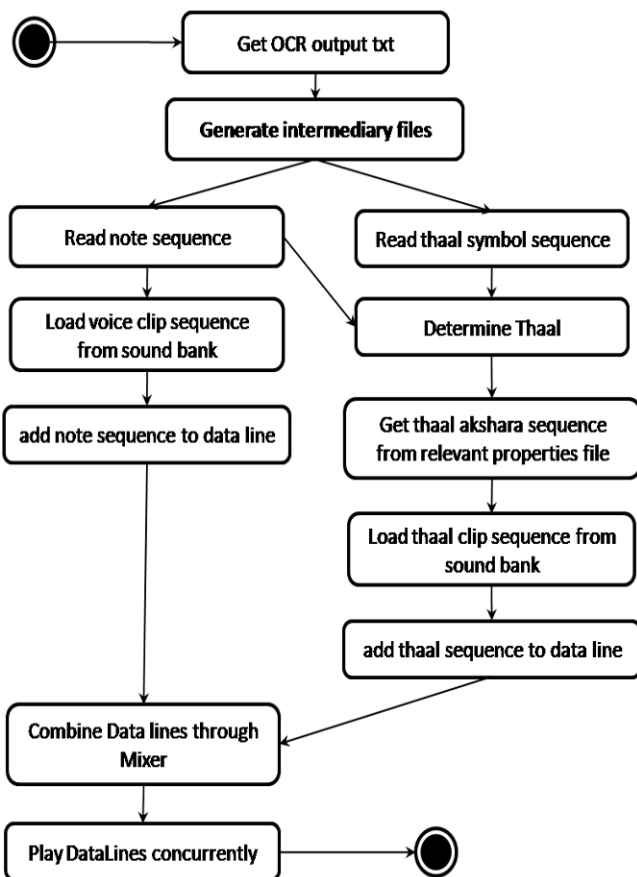 Get OCR output txt
Generate intermediary files
Read note sequence
Read thaal symbol sequence
Load voice clip sequence
from sound bank
Determine Thaal
add note sequence to data line
Get thaal akshara sequence
from relevant properties file
Load thaal clip sequence from
sound bank
add thaal sequence to data line
Combine Data lines through
Mixer
Play DataLines concurrently